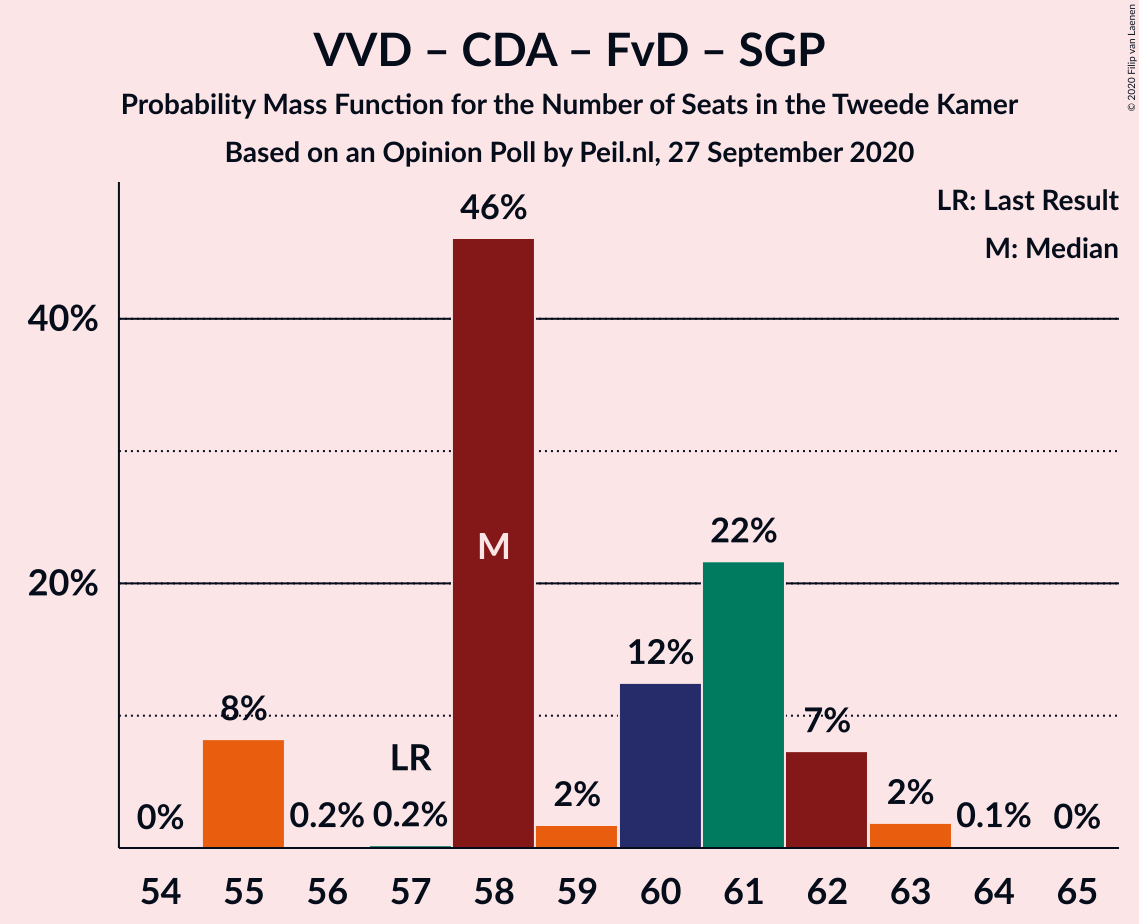 VVD – CDA – FvD – SGP
Probability Mass Function for the Number of Seats in the Tweede Kamer
Based on an Opinion Poll by Peil.nl, 27 September 2020
© 2020 Filip van Laenen
LR: Last Result
M: Median
46%
40%
22%
M
20%
12%
8%
7%
LR
0%
0.2%
0.2%
2%
2%
0.1%
0%
54 55 56 57 58 59 60 61 62 63 64 65